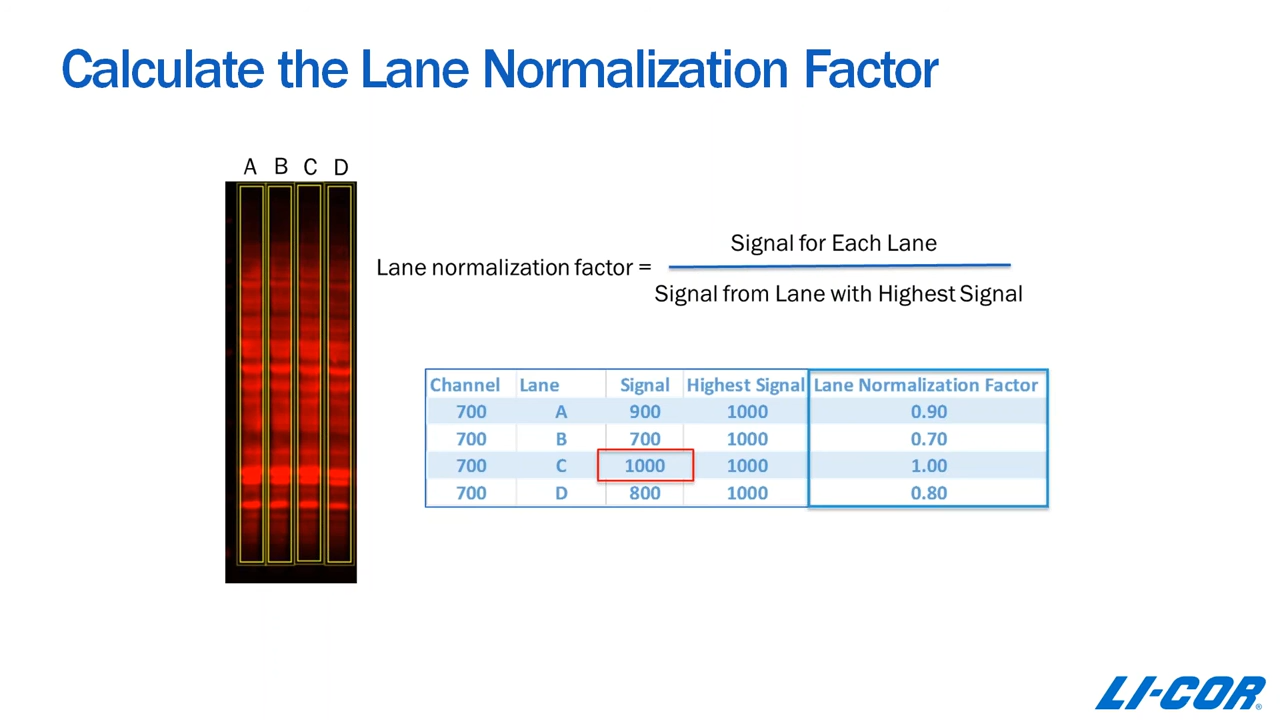 Calculate the Lane Normalization Factor
A B C D
Lane normalization factor =
Signal for Each Lane
Signal from Lane with Highest Signal
Channel Lane Signal Highest Signal Lane Normalization Factor
700 A 900 1000 0.90
700 B 700 1000 0.70
700 C 1000 1000 1.00
700 D 800 1000 0.80
LI-COR®